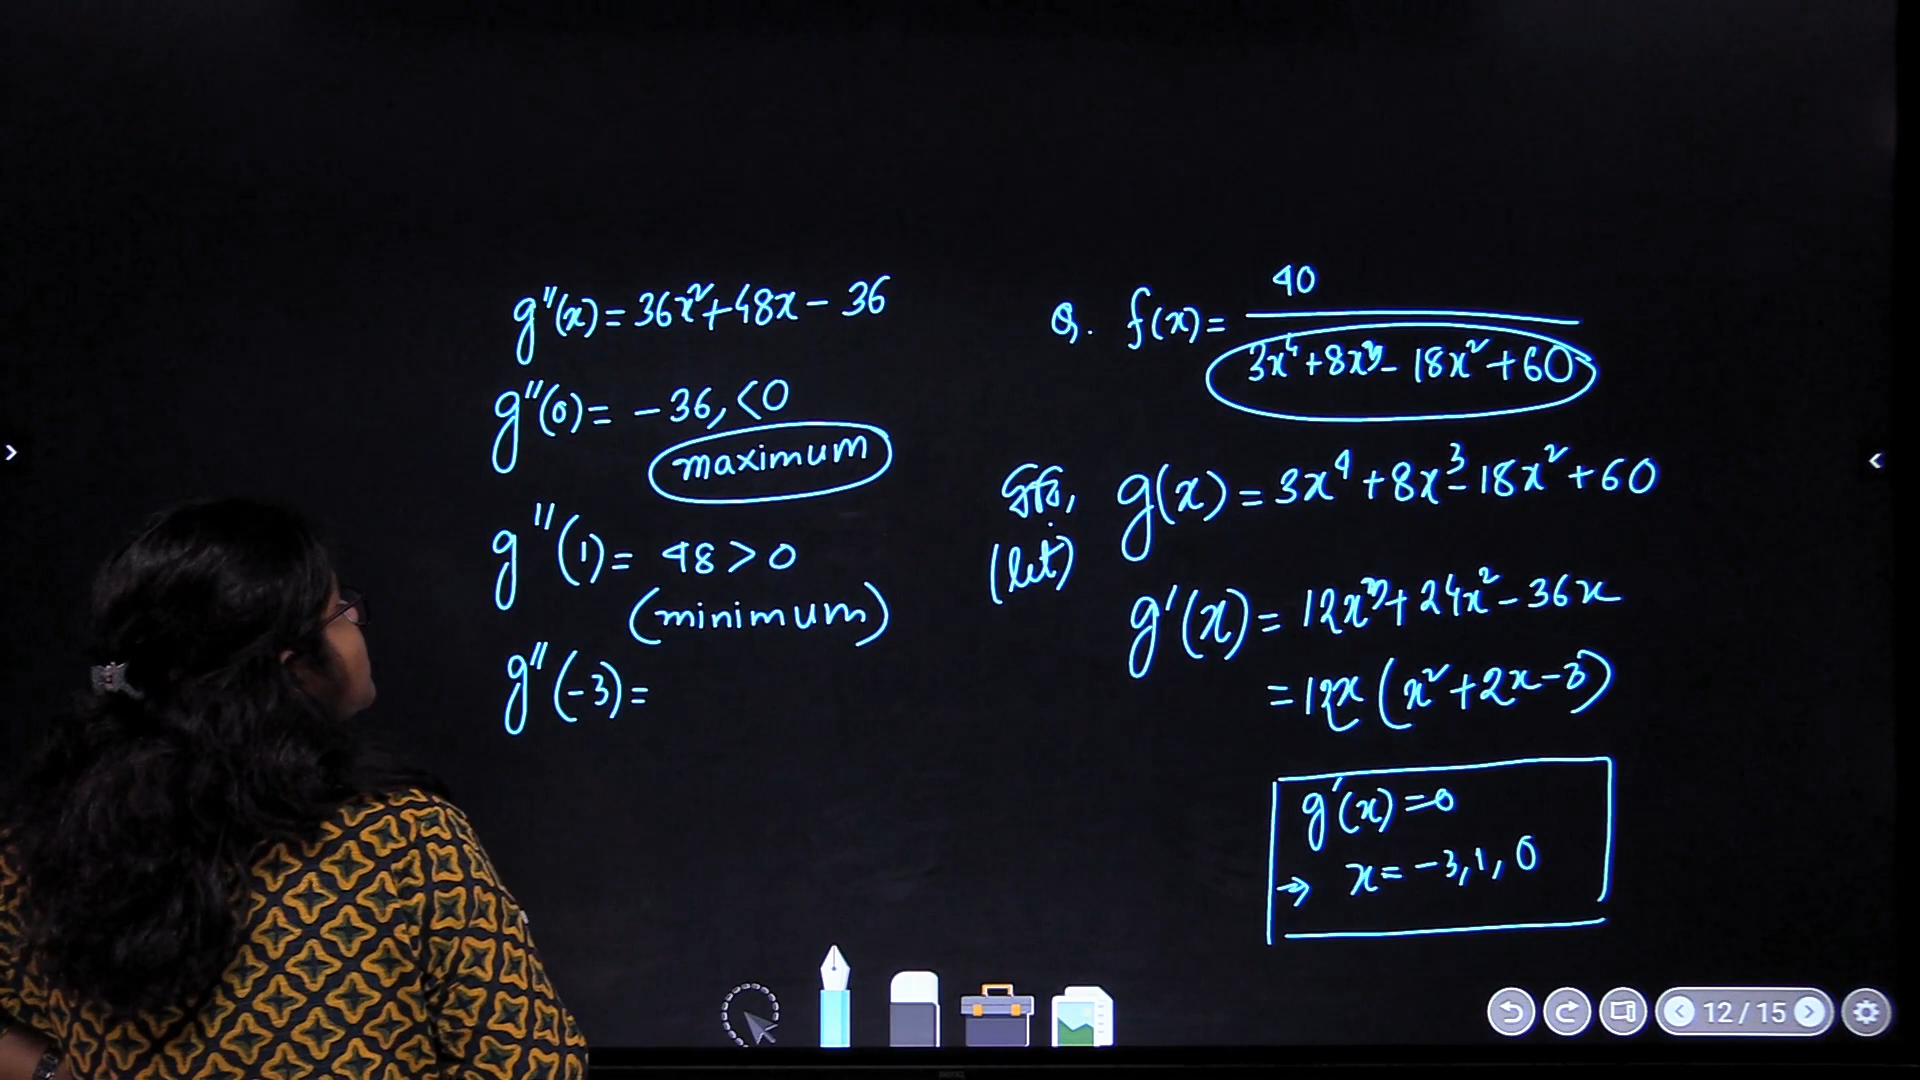 g''(x) = 36x² + 48x - 36
g''(0) = - 36, < 0
maximum
g''(1) = 48 > 0
(minimum)
g''(-3) =
Q. f(x) = 40 / 3x⁴ + 8x³ - 18x² + 60
g(x) = 3x⁴ + 8x³ - 18x² + 60
(let)
g'(x) = 12x³ + 24x² - 36x
= 12x (x² + 2x - 3)
g'(x) = 0
→ x = -3, 1, 0
12 / 15